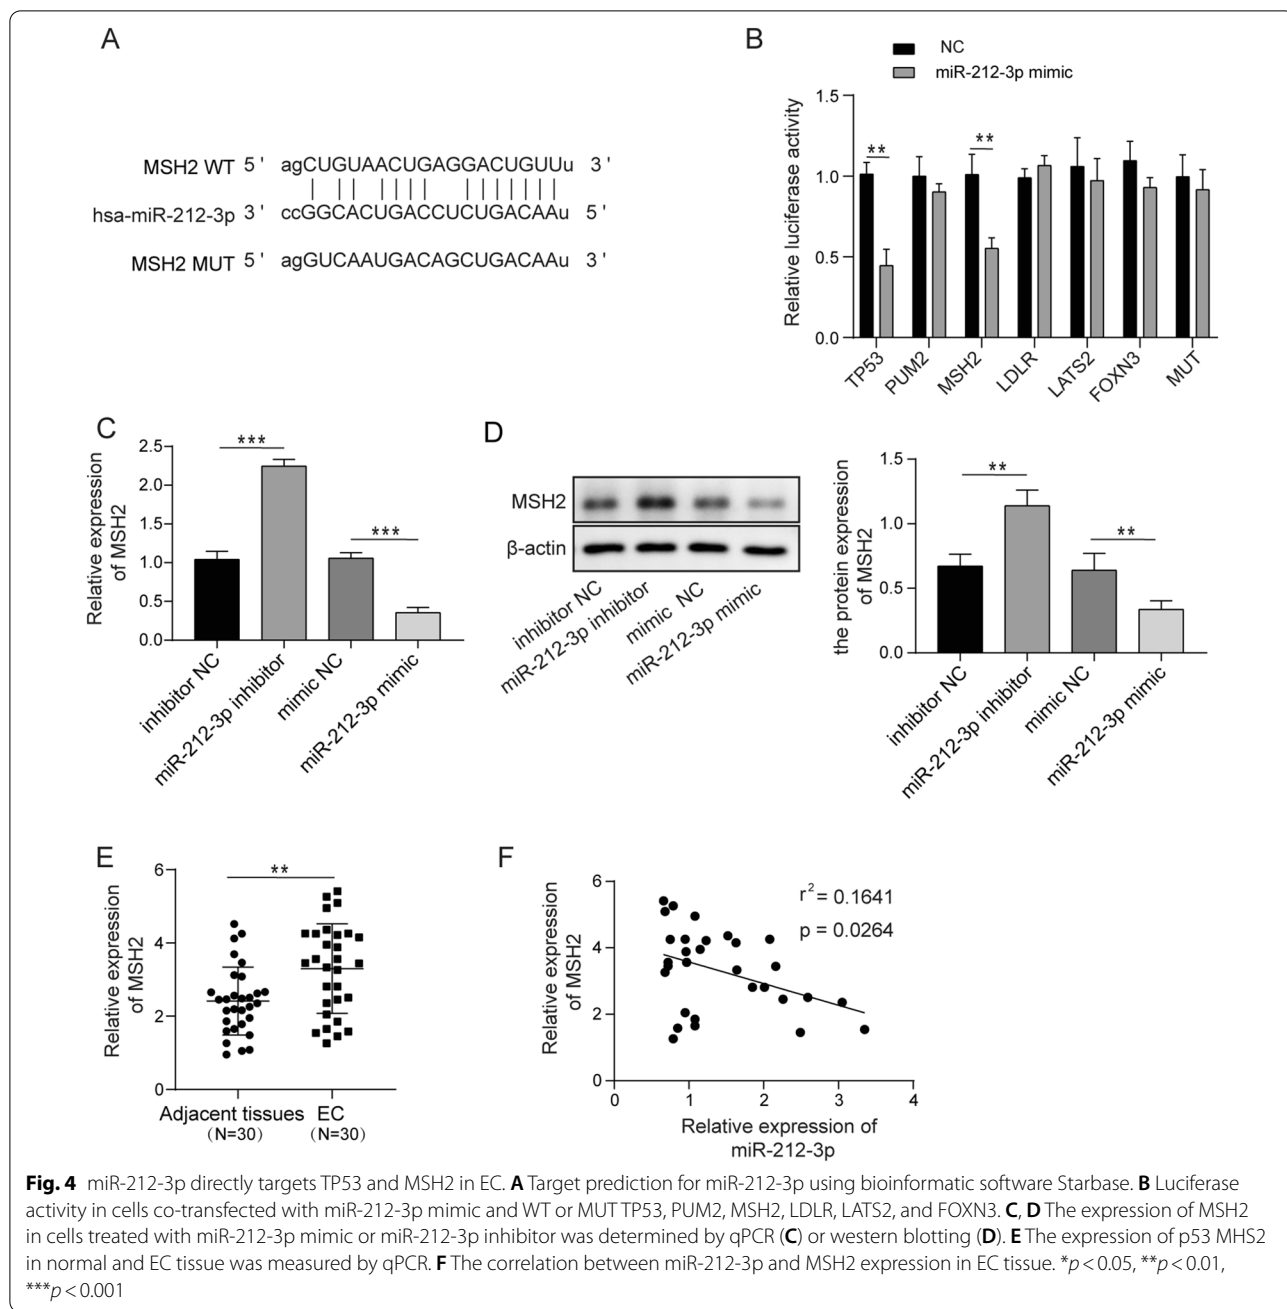 A
MSH2 WT 5 ' agCUGUAACUGAGGACUGUUu 3 '
hsa-miR-212-3p 3 ' ccGGCACUGACCUCUGACAAu 5 '
MSH2 MUT 5 ' agGUCAAUGACAGCUGACAAu 3 '
B
NC
miR-212-3p mimic
Relative luciferase activity
1.5
1.0
0.5
0.0
** **
TP53 PUM2 MSH2 LDLR LATS2 FOXN3 MUT
C
Relative expression
of MSH2
2.5
2.0
1.5
1.0
0.5
0.0
***
***
inhibitor NC
miR-212-3p inhibitor
mimic NC
miR-212-3p mimic
D
MSH2
β-actin
inhibitor NC
miR-212-3p inhibitor
mimic NC
miR-212-3p mimic
the protein expression
of MSH2
1.5
1.0
0.5
0.0
**
**
inhibitor NC
miR-212-3p inhibitor
mimic NC
miR-212-3p mimic
E
Relative expression
of MSH2
6
4
2
0
**
Adjacent tissues EC
(N=30) (N=30)
F
Relative expression
of MSH2
6
4
2
0
r2 = 0.1641
p = 0.0264
0 1 2 3 4
Relative expression of
miR-212-3p
Fig. 4 miR-212-3p directly targets TP53 and MSH2 in EC. A Target prediction for miR-212-3p using bioinformatic software Starbase. B Luciferase
activity in cells co-transfected with miR-212-3p mimic and WT or MUT TP53, PUM2, MSH2, LDLR, LATS2, and FOXN3. C, D The expression of MSH2
in cells treated with miR-212-3p mimic or miR-212-3p inhibitor was determined by qPCR (C) or western blotting (D). E The expression of p53 MHS2
in normal and EC tissue was measured by qPCR. F The correlation between miR-212-3p and MSH2 expression in EC tissue. *p < 0.05, **p < 0.01,
***p < 0.001